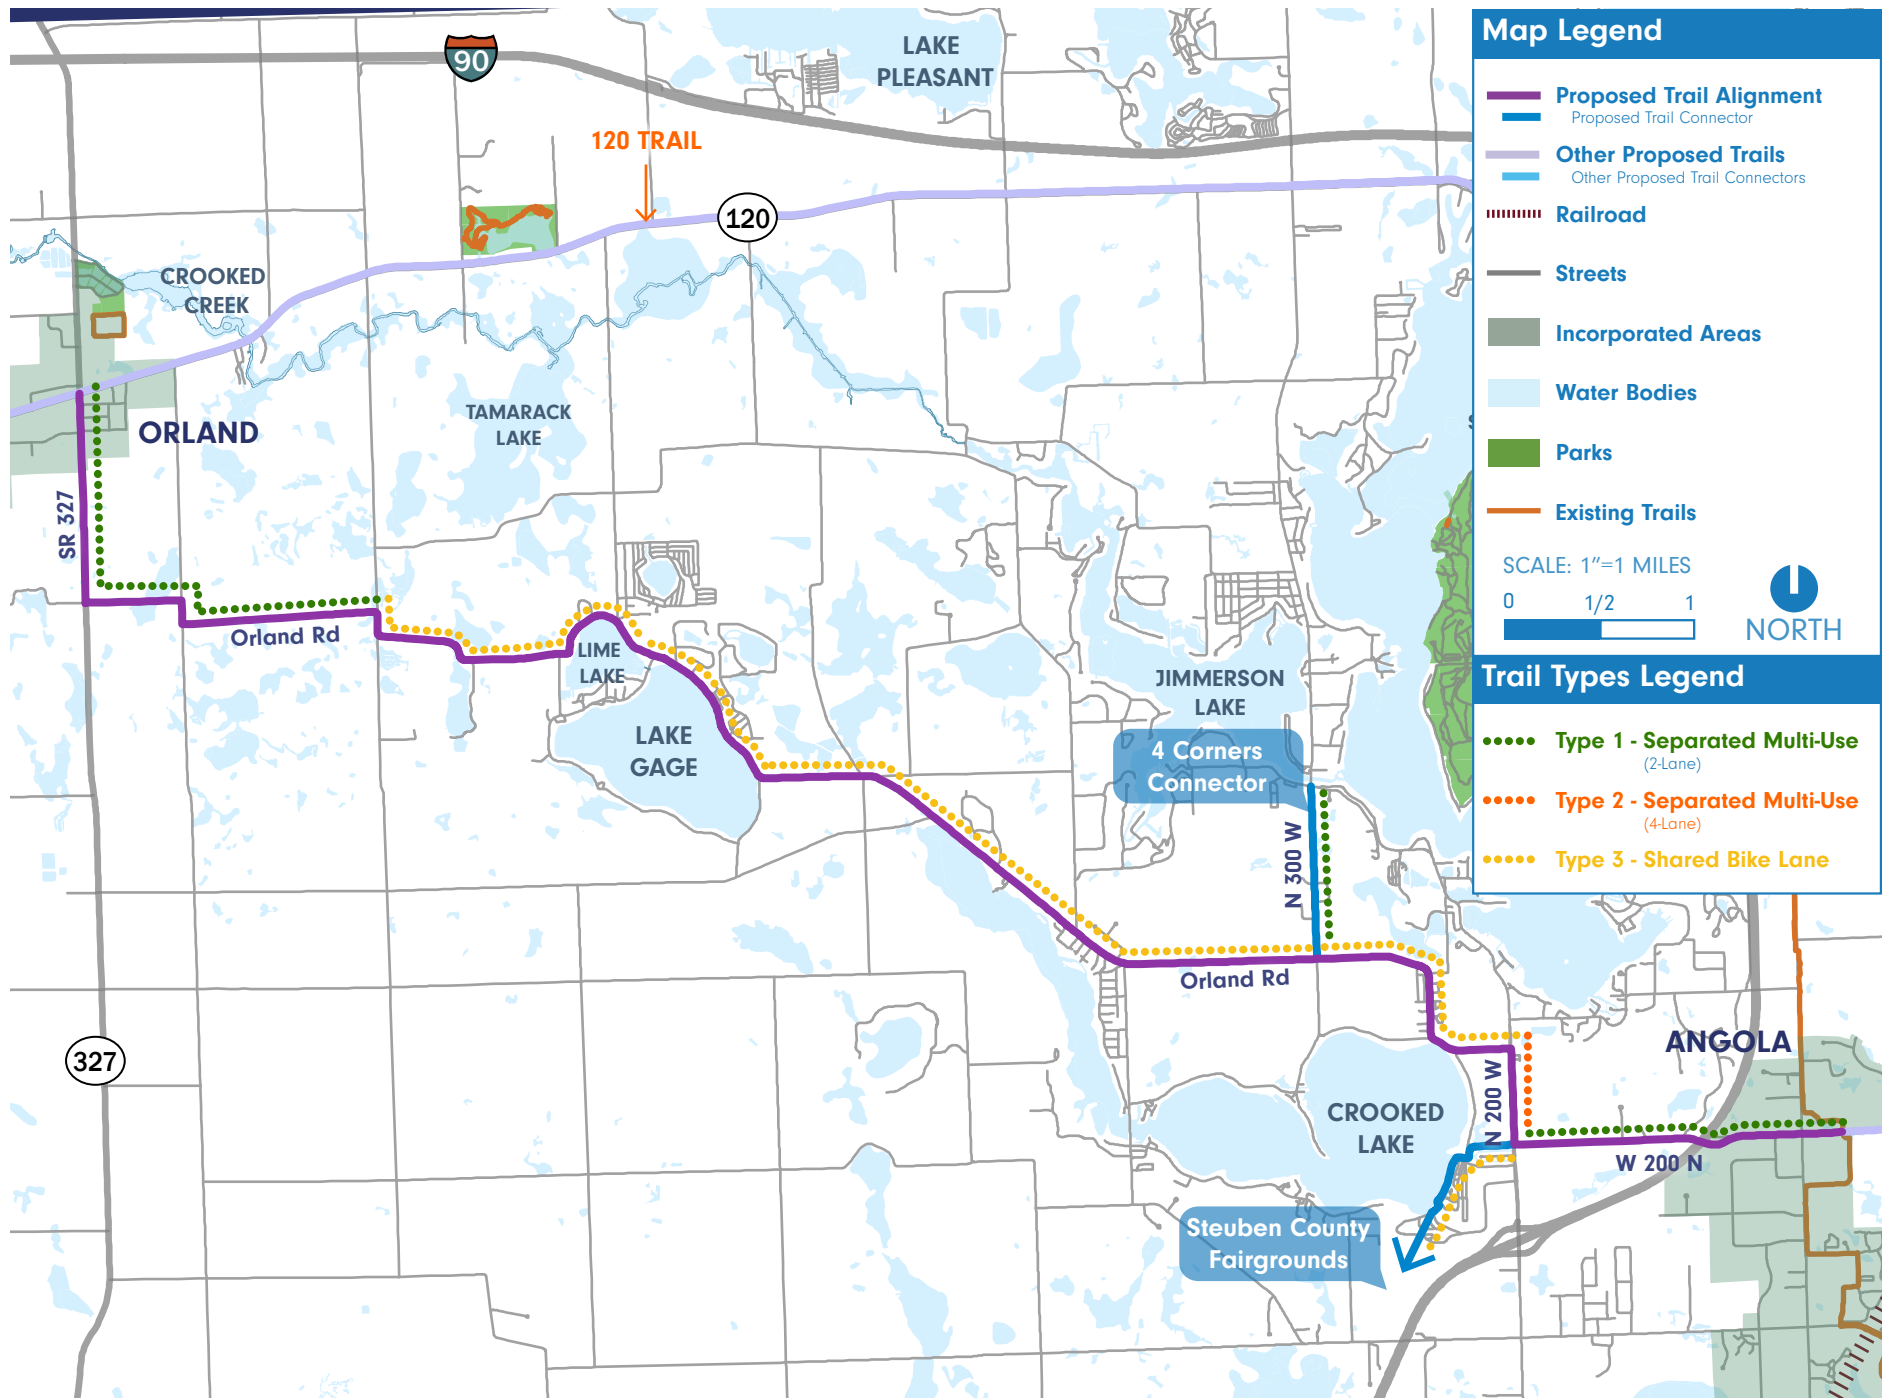 90
LAKE
PLEASANT
120 TRAIL
120
CROOKED
CREEK
TAMARACK
LAKE
ORLAND
SR 327
Orland Rd
LIME
LAKE
LAKE
GAGE
JIMMERSON
LAKE
4 Corners
Connector
N 300 W
Orland Rd
327
ANGOLA
CROOKED
LAKE
N 200 W
W 200 N
Steuben County
Fairgrounds
Map Legend
Proposed Trail Alignment
Proposed Trail Connector
Other Proposed Trails
Other Proposed Trail Connectors
Railroad
Streets
Incorporated Areas
Water Bodies
Parks
Existing Trails
SCALE: 1"=1 MILES
0 1/2 1
NORTH
Trail Types Legend
Type 1 - Separated Multi-Use
(2-Lane)
Type 2 - Separated Multi-Use
(4-Lane)
Type 3 - Shared Bike Lane